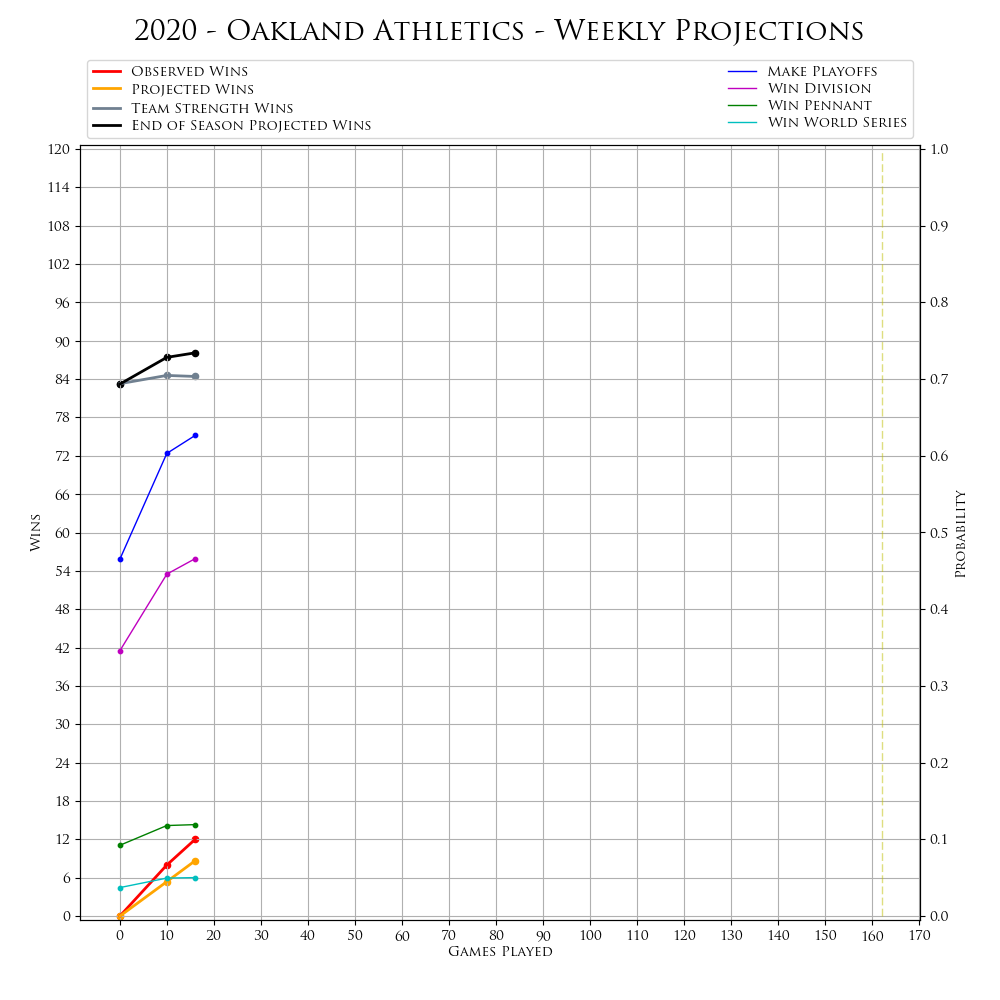 2020 - Oakland Athletics - Weekly Projections
Observed Wins
Projected Wins
Team Strength Wins
End of Season Projected Wins
Make Playoffs
Win Division
Win Pennant
Win World Series
120
114
108
102
96
90
84
78
72
66
60
54
48
42
36
30
24
18
12
6
0
Wins
1.0
0.9
0.8
0.7
0.6
0.5
0.4
0.3
0.2
0.1
0.0
Probability
0 10 20 30 40 50 60 70 80 90 100 110 120 130 140 150 160 170
Games Played